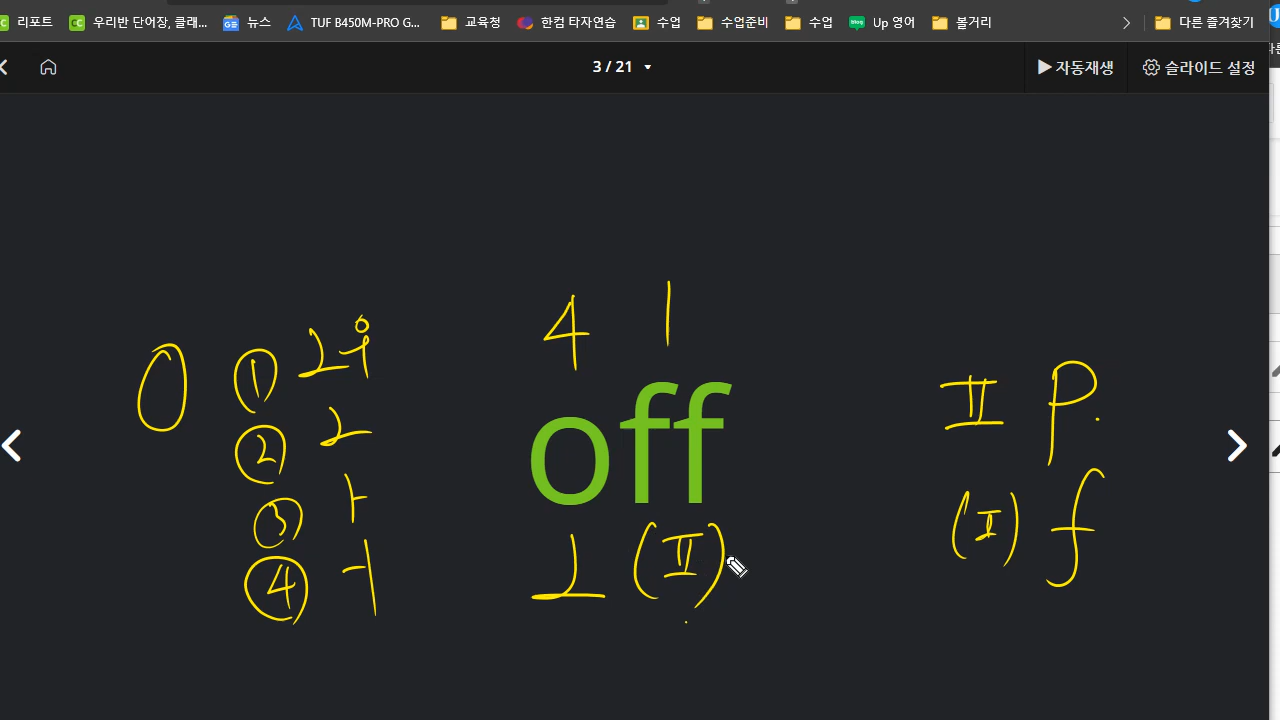 리포트 우리반 단어장, 클래... 뉴스 TUF B450M-PRO G... 교육청 한컴 타자연습 수업 수업준비 수업 Up 영어 볼거리 다른 즐겨찾기
3 / 21 자동재생 슬라이드 설정
4 1
0 ① ㅗㅓ
② ㅗ
③ ㅏ
④ ㅓ
off
ㅗ (ㅍ)
ㅍ p.
(ㅍ) f